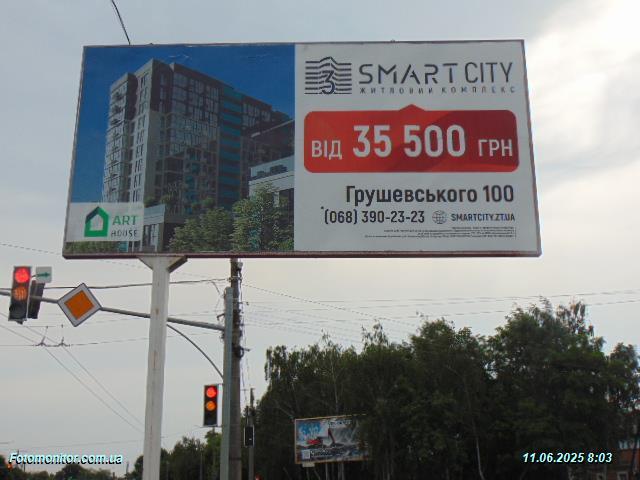 3
SMART CITY
ЖИТЛОВИЙ КОМПЛЕКС
ВІД 35 500 ГРН
Грушевського 100
*(068) 390-23-23 SMARTCITY.ZT.UA
ART
HOUSE
Fotomonitor.com.ua
11.06.2025 8:03